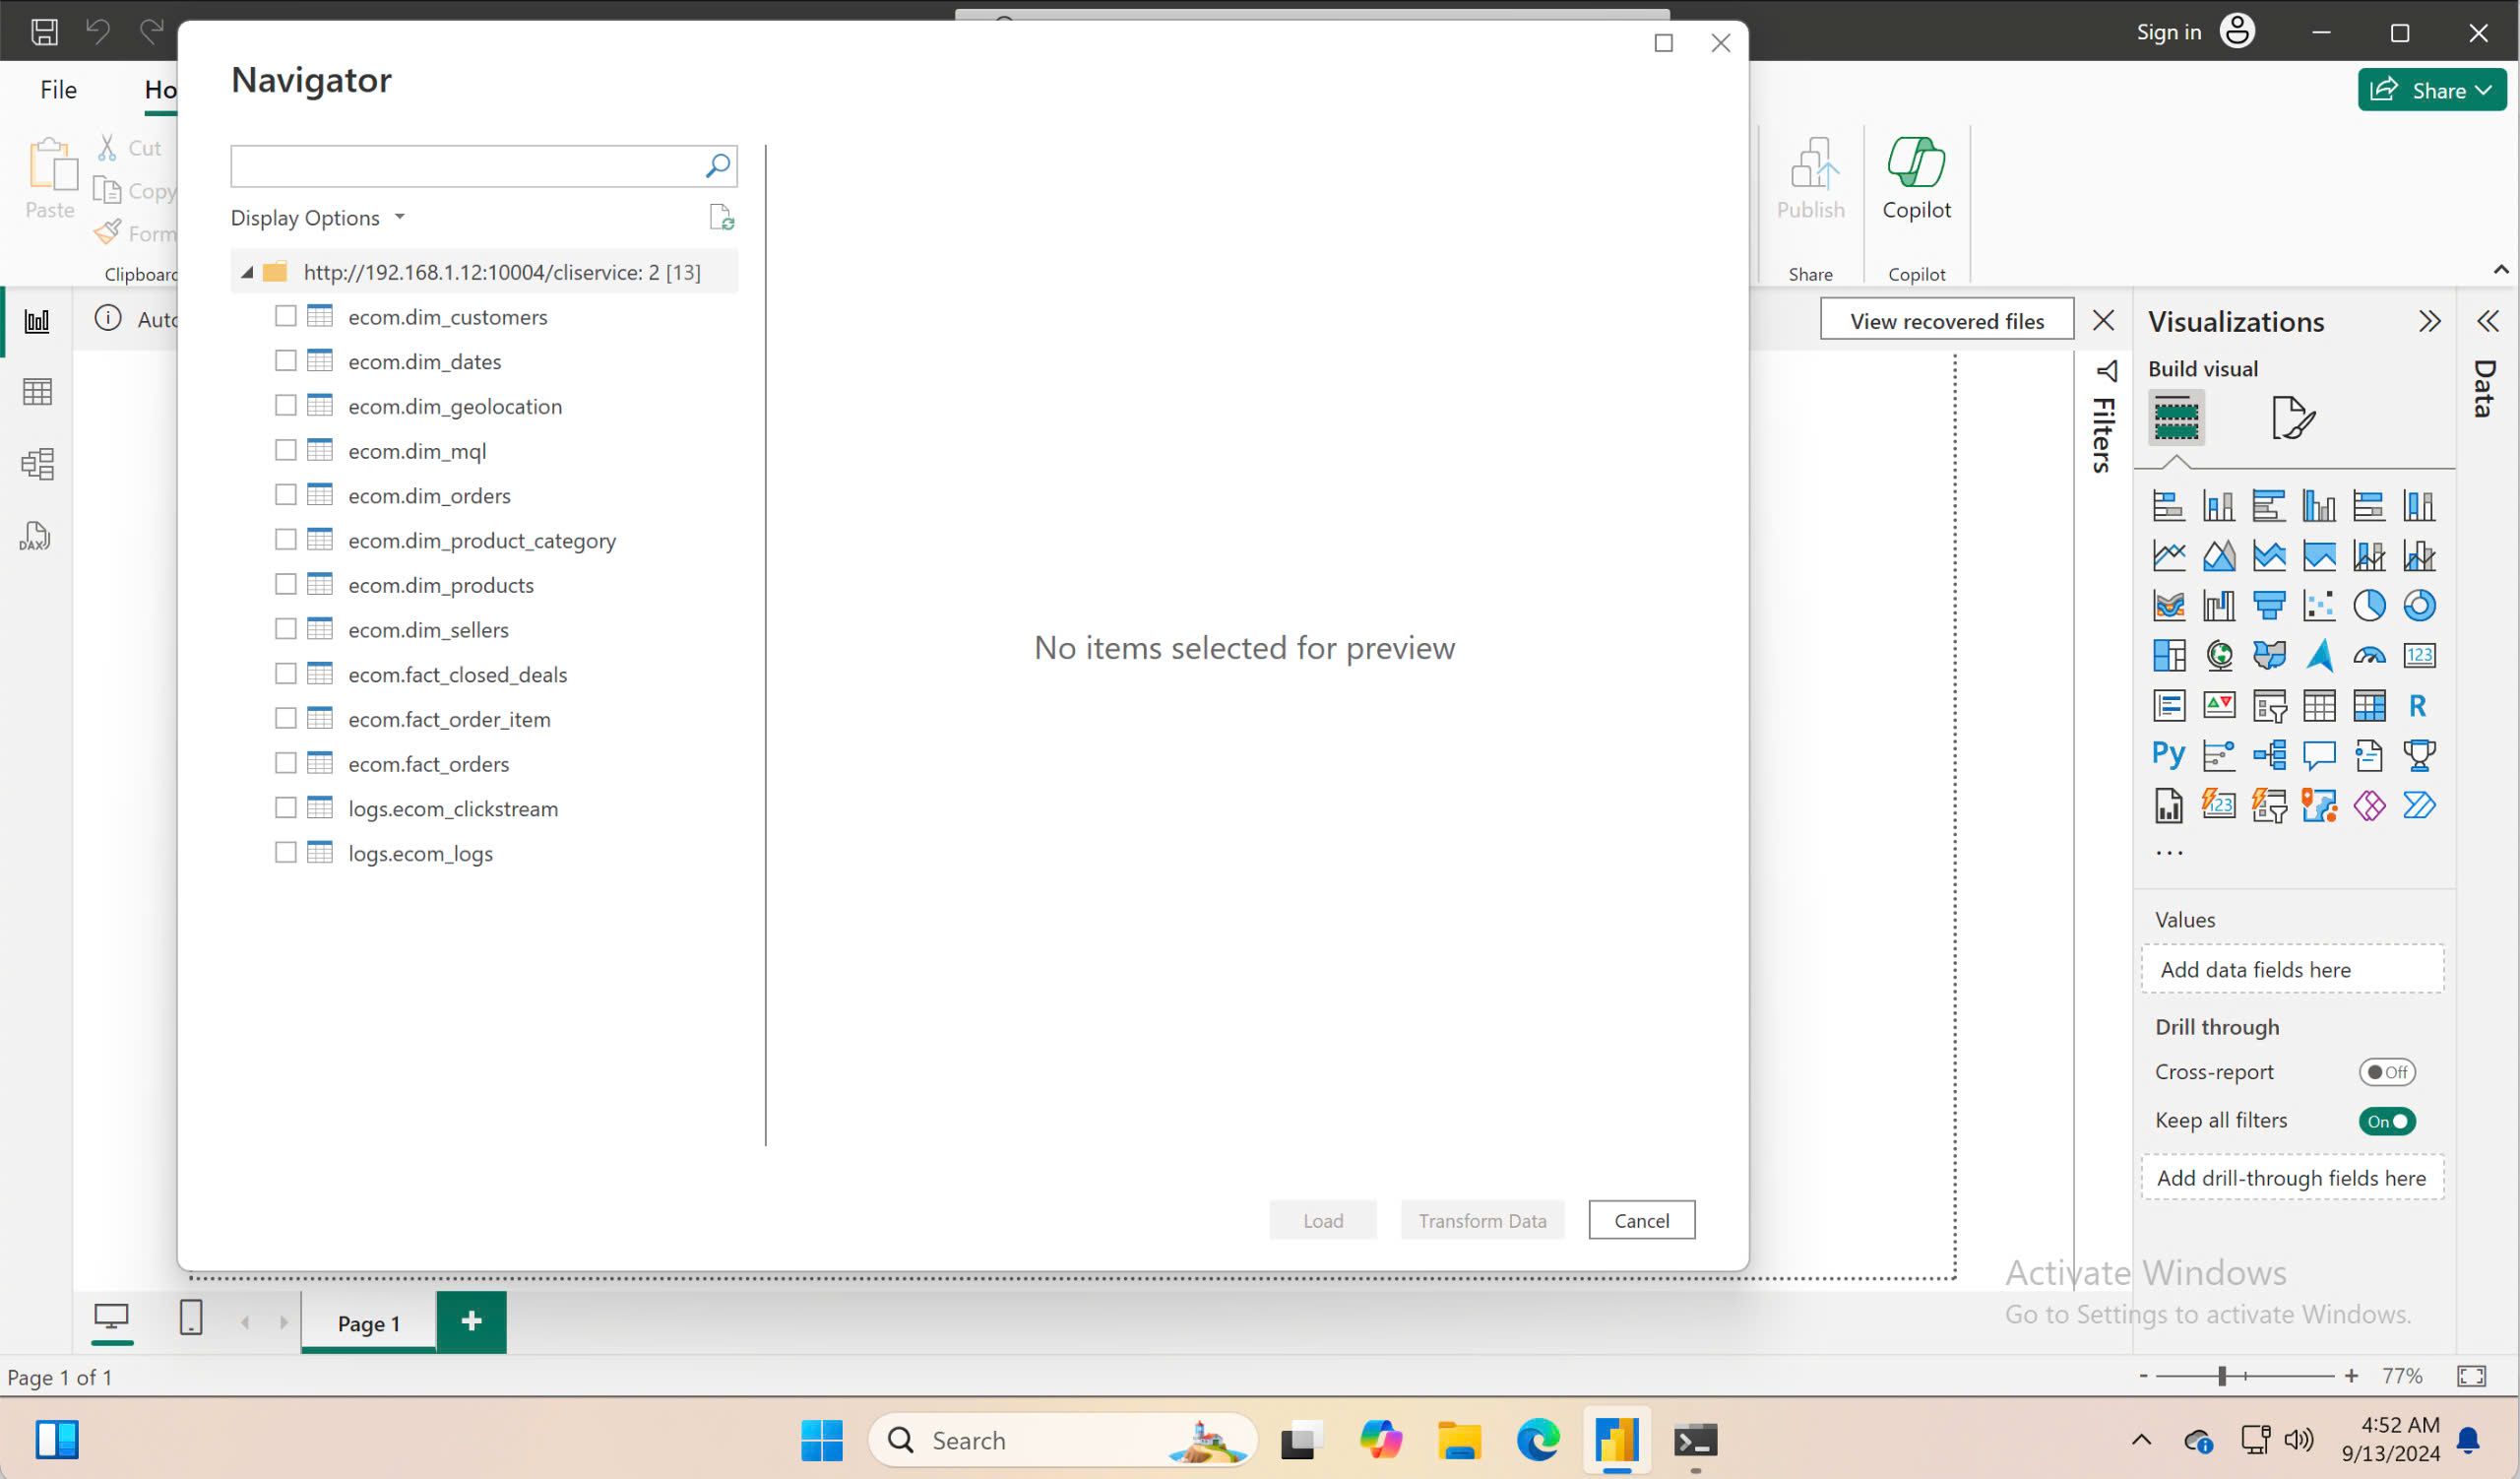 Sign in
File
Ho
Share
Cut
Copy
Paste
Form
Clipboard
Navigator
Display Options
http://192.168.1.12:10004/cliservice: 2 [13]
ecom.dim_customers
ecom.dim_dates
ecom.dim_geolocation
ecom.dim_mql
ecom.dim_orders
ecom.dim_product_category
ecom.dim_products
ecom.dim_sellers
ecom.fact_closed_deals
ecom.fact_order_item
ecom.fact_orders
logs.ecom_clickstream
logs.ecom_logs
No items selected for preview
Load
Transform Data
Cancel
Publish
Copilot
Share
Copilot
Auto
View recovered files
Filters
Visualizations
Build visual
Data
DAX
123
R
Py
123
...
Values
Add data fields here
Drill through
Cross-report
Off
Keep all filters
On
Add drill-through fields here
Activate Windows
Go to Settings to activate Windows.
Page 1
+
Page 1 of 1
- + 77%
Search
4:52 AM
9/13/2024